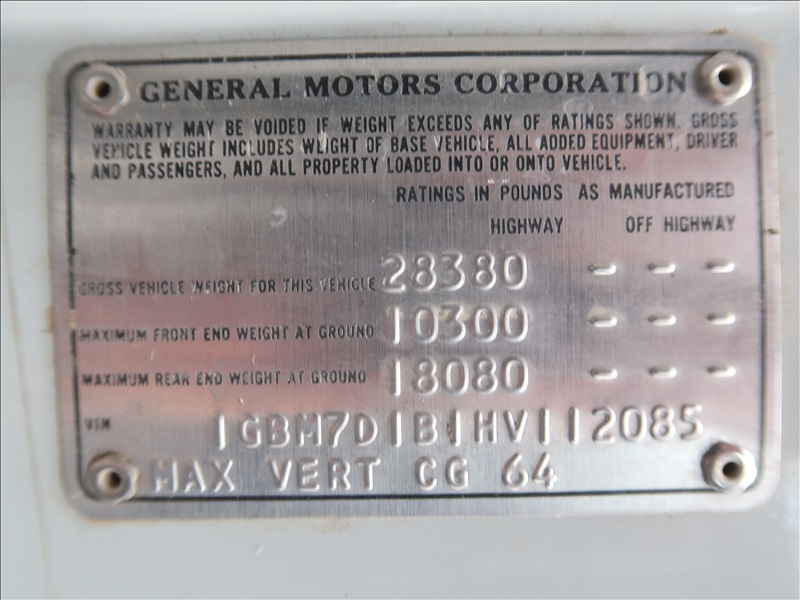 GENERAL MOTORS CORPORATION
WARRANTY MAY BE VOIDED IF WEIGHT EXCEEDS ANY OF RATINGS SHOWN. GROSS
VEHICLE WEIGHT INCLUDES WEIGHT OF BASE VEHICLE, ALL ADDED EQUIPMENT, DRIVER
AND PASSENGERS, AND ALL PROPERTY LOADED INTO OR ONTO VEHICLE.
RATINGS IN POUNDS AS MANUFACTURED
HIGHWAY OFF HIGHWAY
GROSS VEHICLE WEIGHT FOR THIS VEHICLE 28380 - - -
MAXIMUM FRONT END WEIGHT AT GROUND 10300 - - -
MAXIMUM REAR END WEIGHT AT GROUND 18080 - - -
VIN 1GBM7D1B1HV112085
MAX VERT CG 64